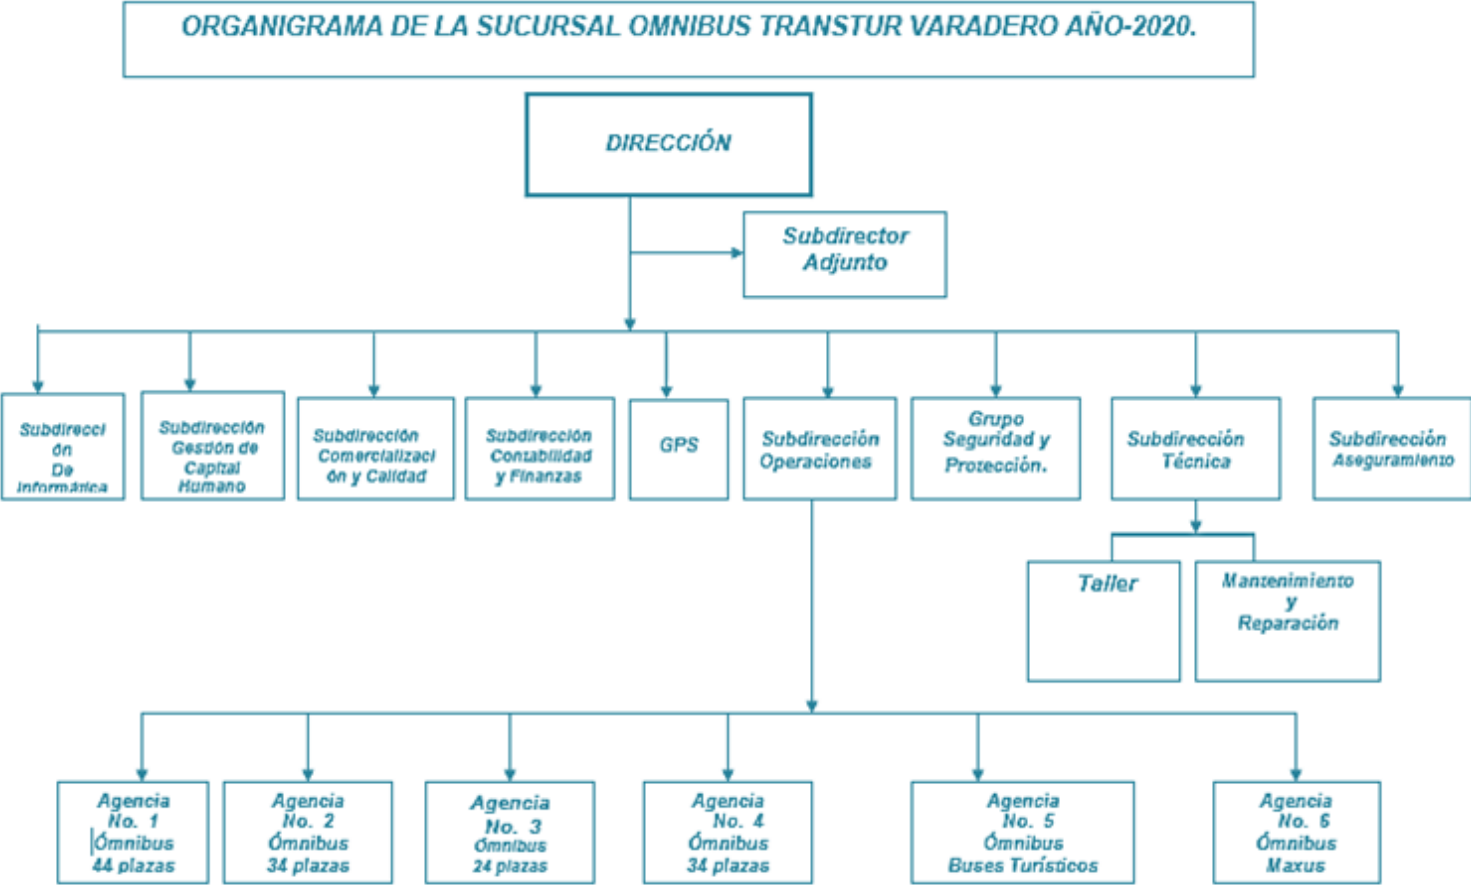 ORGANIGRAMA DE LA SUCURSAL OMNIBUS TRANSTUR VARADERO AÑO-2020.
DIRECCIÓN
Subdirector
Adjunto
Subdirecci
ón
De
Informática
Subdirección
Gestión de
Capital
Humano
Subdirección
Comercializaci
ón y Calidad
Subdirección
Contabilidad
y Finanzas
GPS
Subdirección
Operaciones
Grupo
Seguridad y
Protección.
Subdirección
Técnica
Subdirección
Aseguramiento
Taller
Mantenimiento
y
Reparación
Agencia
No. 1
Ómnibus
44 plazas
Agencia
No. 2
Ómnibus
34 plazas
Agencia
No. 3
Ómnibus
24 plazas
Agencia
No. 4
Ómnibus
34 plazas
Agencia
No. 5
Ómnibus
Buses Turísticos
Agencia
No. 6
Ómnibus
Maxus